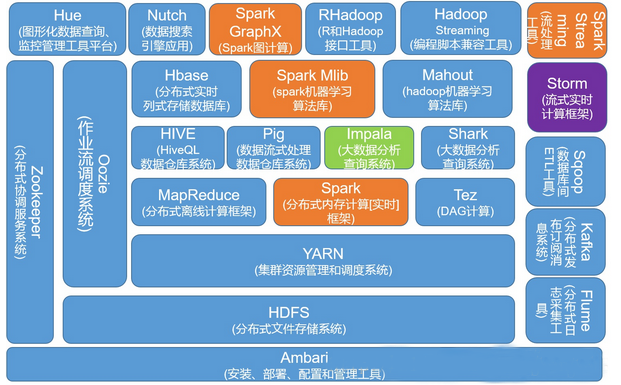 Hue
(图形化数据查询、
监控管理工具平台)
Nutch
(数据搜索
引擎应用)
Spark
GraphX
(Spark图计算)
RHadoop
(R和Hadoop
接口工具)
Hadoop
Streaming
(编程脚本兼容工具)
Spark
Strea
ming
(流处理
工具)
Zookeeper
(分布式协调服务系统)
Oozie
(作业流调度系统)
Hbase
(分布式实时
列式存储数据库)
Spark Mlib
(spark机器学习
算法库)
Mahout
(hadoop机器学习
算法库)
Storm
(流式实时
计算框架)
HIVE
(HiveQL
数据仓库系统)
Pig
(数据流式处理
数据仓库系统)
Impala
(大数据分析
查询系统)
Shark
(大数据分析
查询系统)
Sqoop
(数据库间
ETL工具)
MapReduce
(分布式离线计算框架)
Spark
(分布式内存计算[实时]
框架)
Tez
(DAG计算)
Kafka
(分布式发
布订阅消
息系统)
YARN
(集群资源管理和调度系统)
Flume
(分布式日
志采集工
具)
HDFS
(分布式文件存储系统)
Ambari
(安装、部署、配置和管理工具)